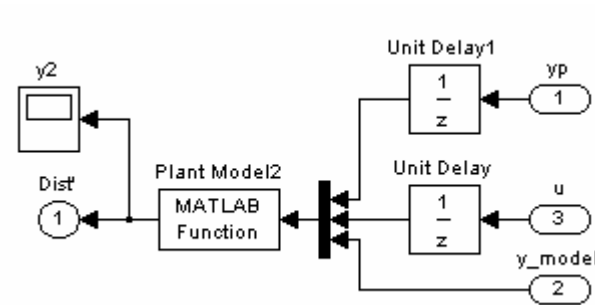 Unit Delay1
yp
y2
1
z
1
Plant Model2
Unit Delay
Dist'
MATLAB
Function
1
1
z
u
3
y_model
2